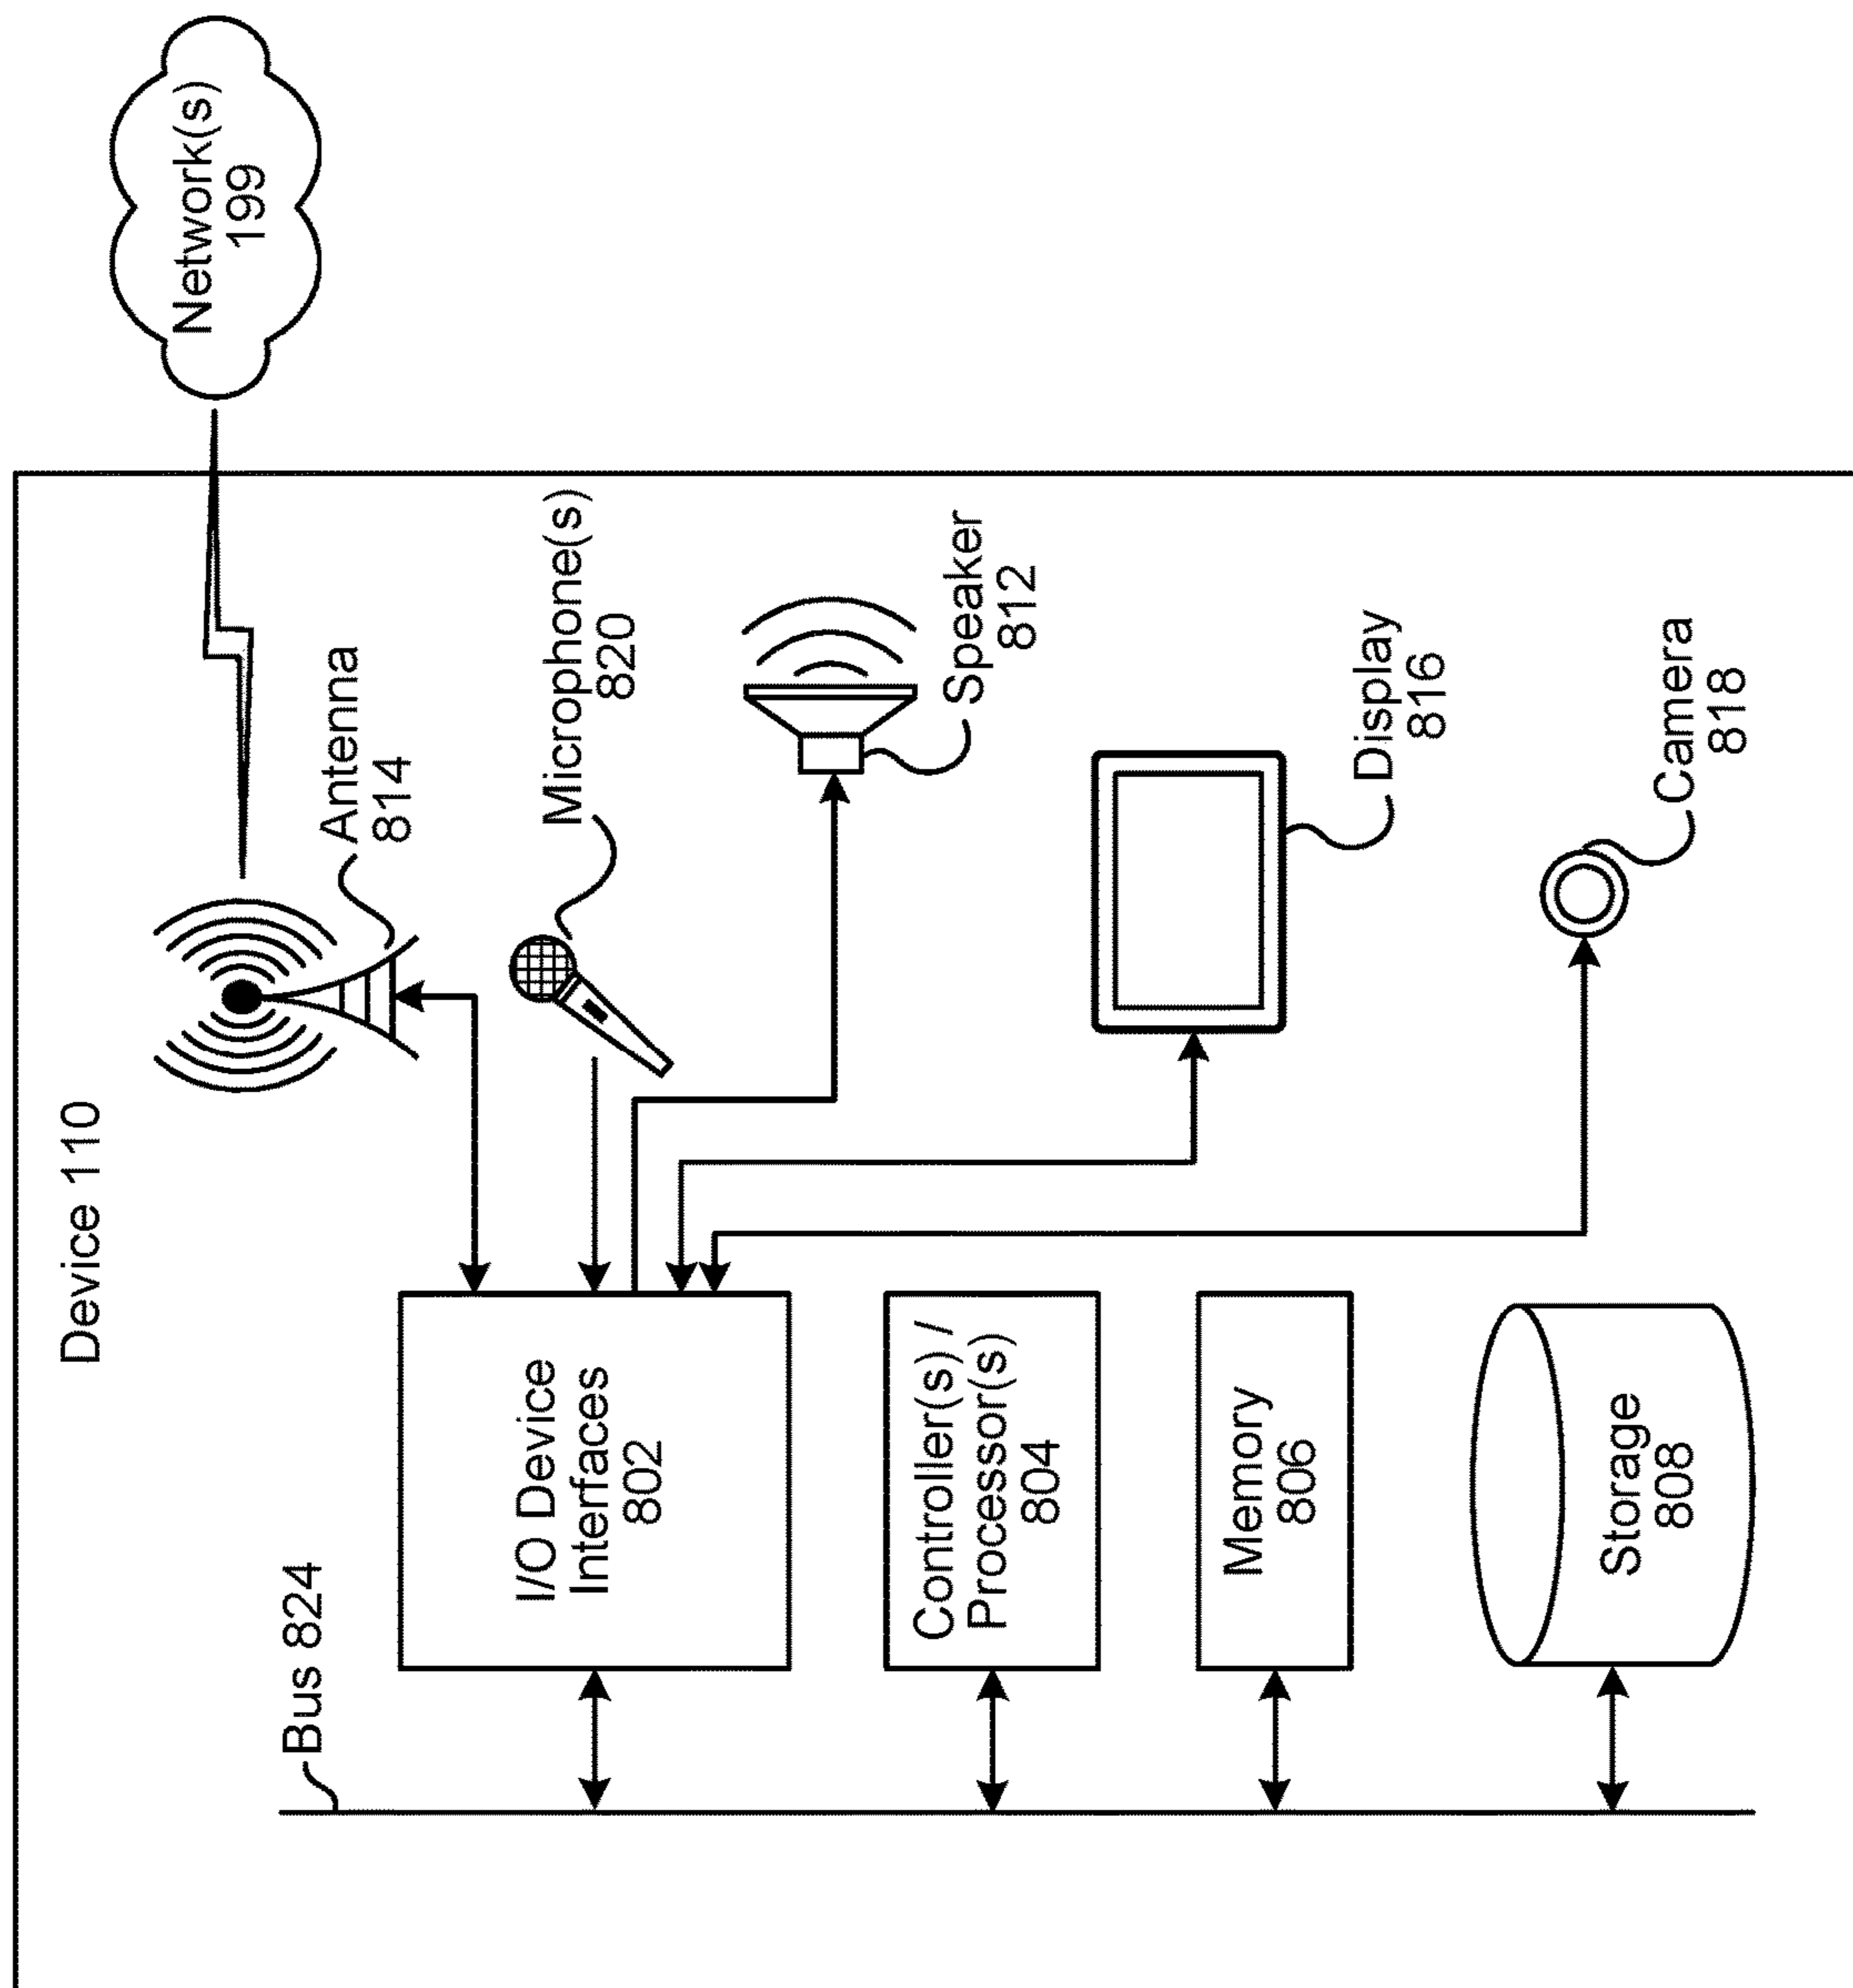 Device 110
Network(s)
199
Antenna
814
Bus 824
I/O Device
Interfaces
802
Microphone(s)
820
Speaker
812
Controller(s) /
Processor(s)
804
Display
816
Memory
806
Camera
818
Storage
808